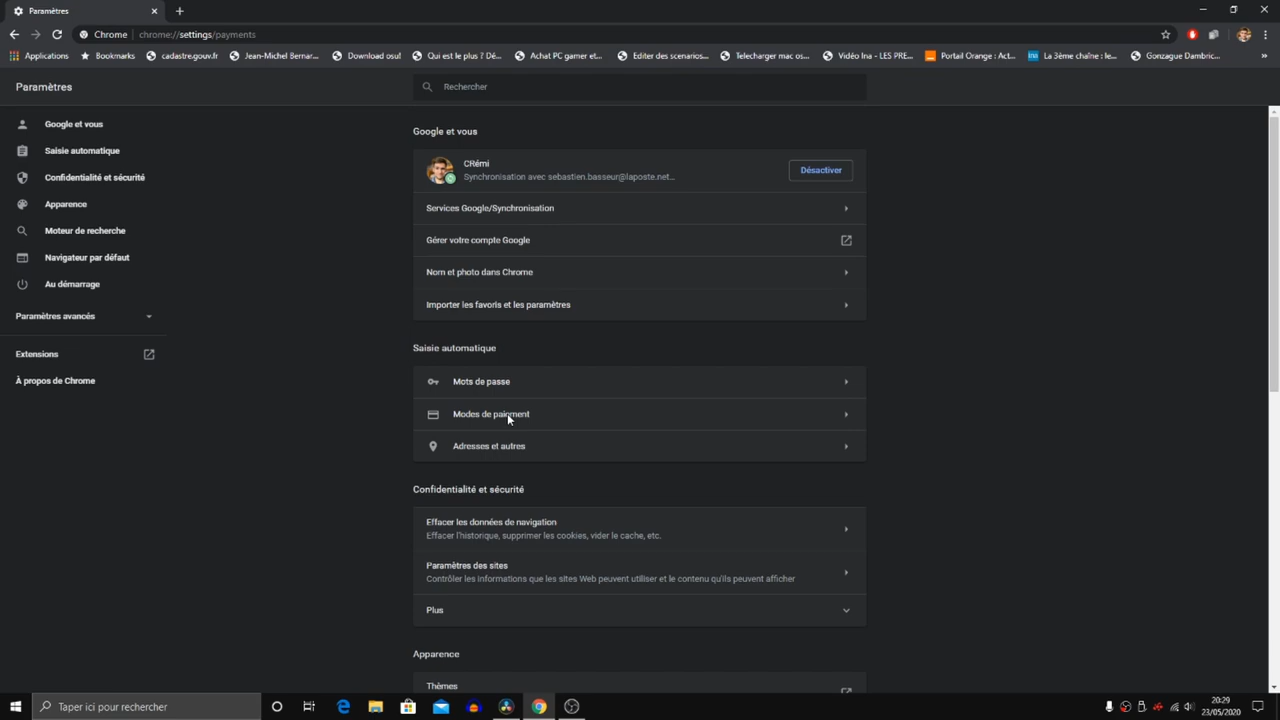 Paramètres
Chrome chrome://settings/payments
Applications Bookmarks cadastre.gouv.fr Jean-Michel Bernar... Download osu! Qui est le plus ? Dé... Achat PC gamer et... Editer des scenarios... Telecharger mac os... Vidéo Ina - LES PRE... Portail Orange : Act... Ina La 3ème chaîne : le... Gonzague Dambric... »
Paramètres
Rechercher
Google et vous
Saisie automatique
Confidentialité et sécurité
Apparence
Moteur de recherche
Navigateur par défaut
Au démarrage
Paramètres avancés
Extensions
À propos de Chrome
Google et vous
CRémi
Synchronisation avec sebastien.basseur@laposte.net...
Désactiver
Services Google/Synchronisation
Gérer votre compte Google
Nom et photo dans Chrome
Importer les favoris et les paramètres
Saisie automatique
Mots de passe
Modes de paiement
Adresses et autres
Confidentialité et sécurité
Effacer les données de navigation
Effacer l'historique, supprimer les cookies, vider le cache, etc.
Paramètres des sites
Contrôler les informations que les sites Web peuvent utiliser et le contenu qu'ils peuvent afficher
Plus
Apparence
Thèmes
Taper ici pour rechercher
20:29
23/05/2020